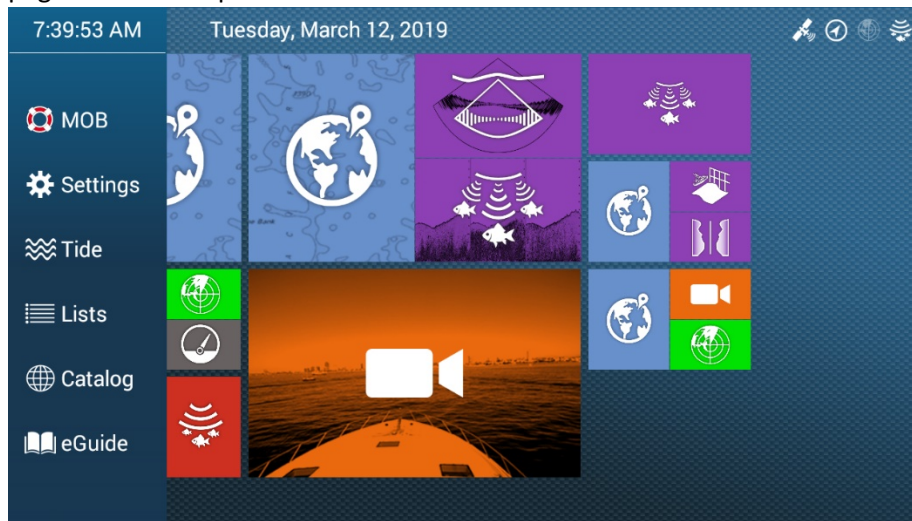 7:39:53 AM
Tuesday, March 12, 2019
MOB
Settings
Tide
Lists
Catalog
eGuide